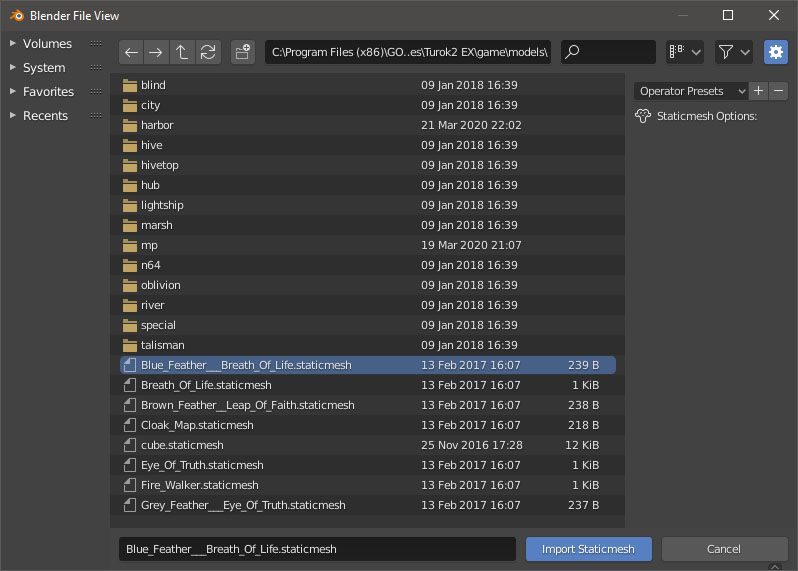 Blender File View
Volumes
System
Favorites
Recents
C:\Program Files (x86)\GO..es\Turok2 EX\game\models\
blind 09 Jan 2018 16:39
city 09 Jan 2018 16:39
harbor 21 Mar 2020 22:02
hive 09 Jan 2018 16:39
hivetop 09 Jan 2018 16:39
hub 09 Jan 2018 16:39
lightship 09 Jan 2018 16:39
marsh 09 Jan 2018 16:39
mp 19 Mar 2020 21:07
n64 09 Jan 2018 16:39
oblivion 09 Jan 2018 16:39
river 09 Jan 2018 16:39
special 09 Jan 2018 16:39
talisman 09 Jan 2018 16:39
Blue_Feather___Breath_Of_Life.staticmesh 13 Feb 2017 16:07 239 B
Breath_Of_Life.staticmesh 13 Feb 2017 16:07 1 KiB
Brown_Feather__Leap_Of_Faith.staticmesh 13 Feb 2017 16:07 238 B
Cloak_Map.staticmesh 13 Feb 2017 16:07 218 B
cube.staticmesh 25 Nov 2016 17:28 12 KiB
Eye_Of_Truth.staticmesh 13 Feb 2017 16:07 1 KiB
Fire_Walker.staticmesh 13 Feb 2017 16:07 1 KiB
Grey_Feather___Eye_Of_Truth.staticmesh 13 Feb 2017 16:07 237 B
Operator Presets
Staticmesh Options:
Blue_Feather___Breath_Of_Life.staticmesh
Import Staticmesh
Cancel